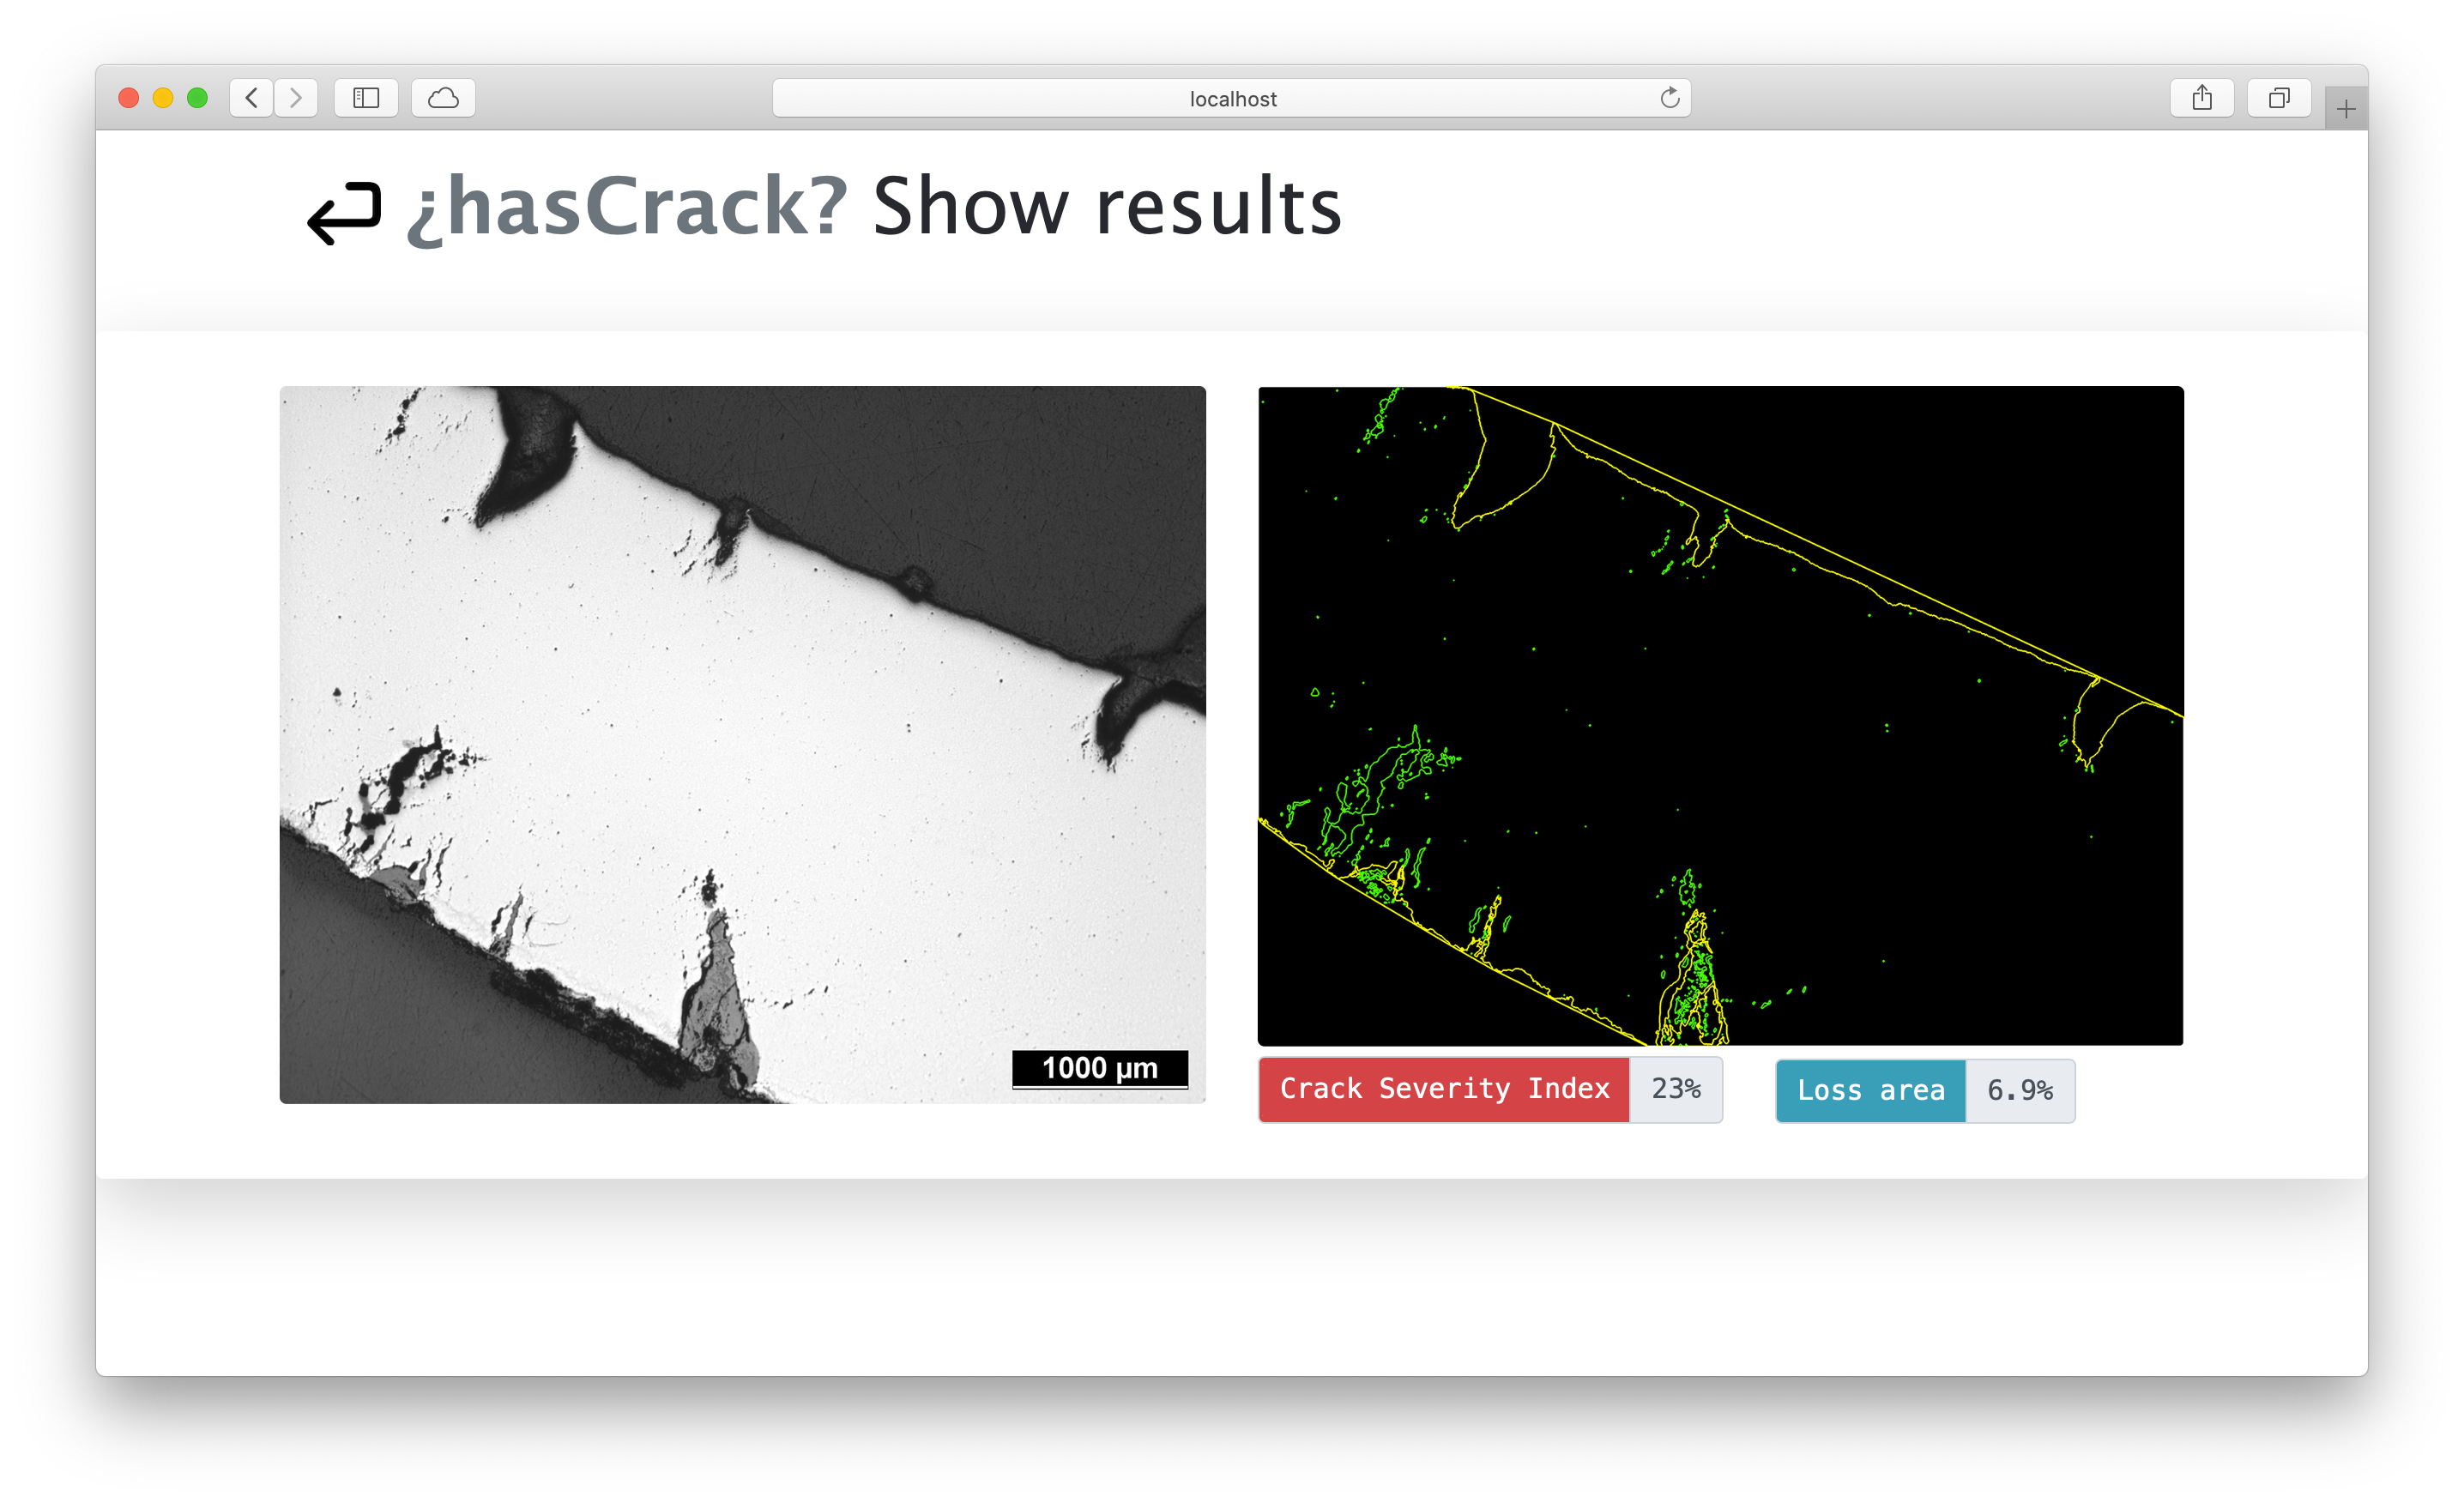 localhost
¿hasCrack? Show results
1000 µm
Crack Severity Index 23% Loss area 6.9%